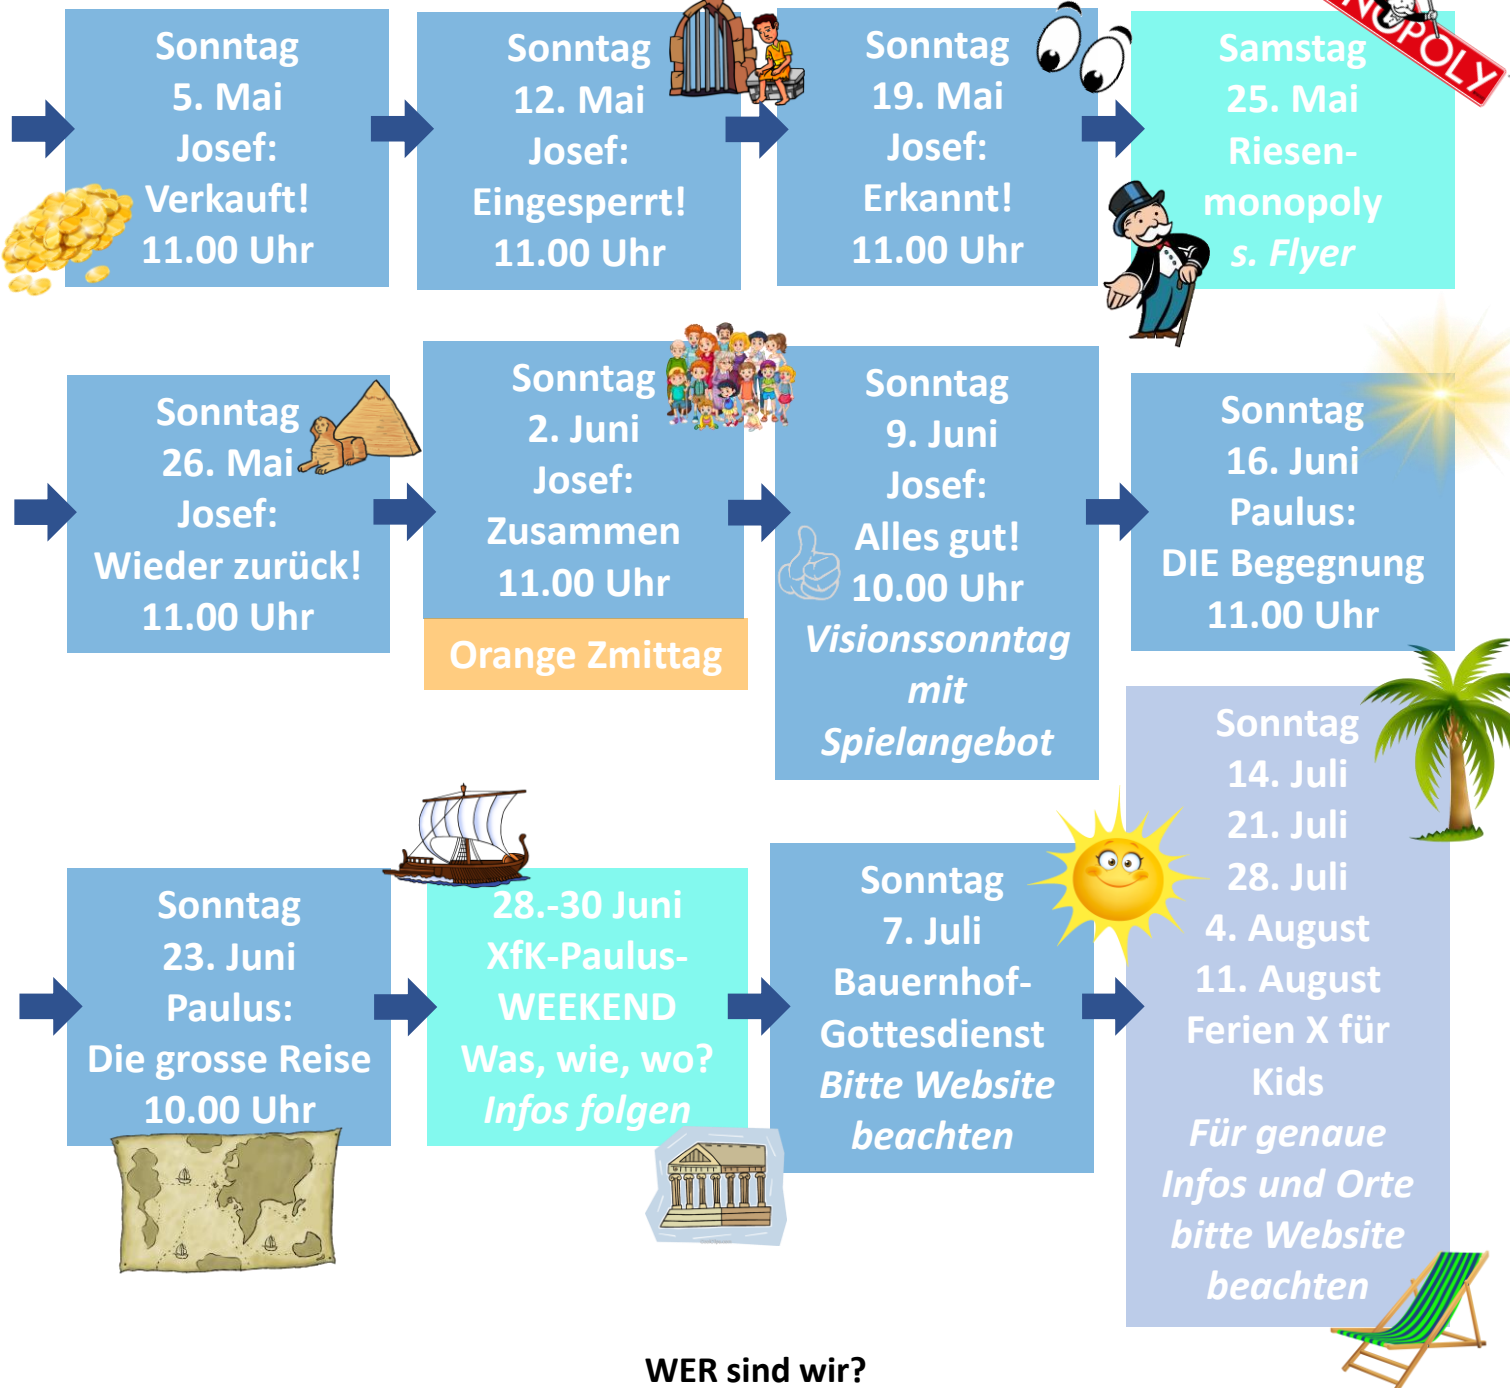 Sonntag
5. Mai
Josef:
Verkauft!
11.00 Uhr
Sonntag
12. Mai
Josef:
Eingesperrt!
11.00 Uhr
Sonntag
19. Mai
Josef:
Erkannt!
11.00 Uhr
Samstag
25. Mai
Riesen-
monopoly
s. Flyer
NOPOLY
Sonntag
26. Mai
Josef:
Wieder zurück!
11.00 Uhr
Sonntag
2. Juni
Josef:
Zusammen
11.00 Uhr
Orange Zmittag
Sonntag
9. Juni
Josef:
Alles gut!
10.00 Uhr
Visionssonntag
mit
Spielangebot
Sonntag
16. Juni
Paulus:
DIE Begegnung
11.00 Uhr
Sonntag
23. Juni
Paulus:
Die grosse Reise
10.00 Uhr
28.-30 Juni
XfK-Paulus-
WEEKEND
Was, wie, wo?
Infos folgen
Sonntag
7. Juli
Bauernhof-
Gottesdienst
Bitte Website
beachten
Sonntag
14. Juli
21. Juli
28. Juli
4. August
11. August
Ferien X für
Kids
Für genaue
Infos und Orte
bitte Website
beachten
WER sind wir?